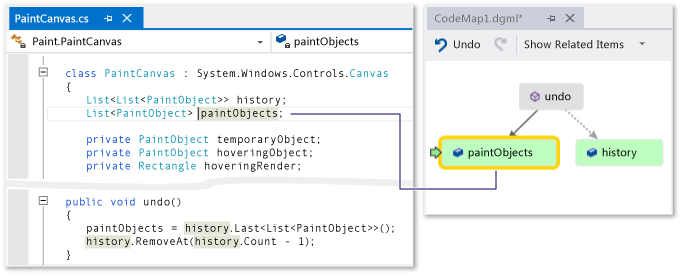 PaintCanvas.cs
Paint.PaintCanvas
paintObjects
class PaintCanvas : System.Windows.Controls.Canvas
{
List<List<PaintObject>> history;
List<PaintObject> paintObjects;
private PaintObject temporaryObject;
private PaintObject hoveringObject;
private Rectangle hoveringRender;
public void undo()
{
paintObjects = history.Last<List<PaintObject>>();
history.RemoveAt(history.Count - 1);
}
CodeMap1.dgml*
Undo
Show Related Items
undo
paintObjects
history